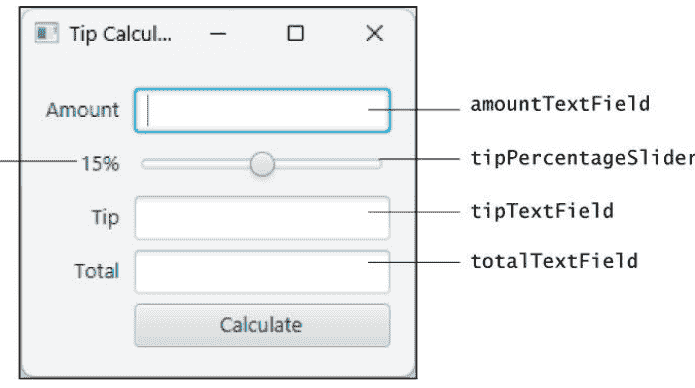 Tip Calcul...
Amount amountTextField
15% tipPercentageSlider
Tip tipTextField
Total totalTextField
Calculate